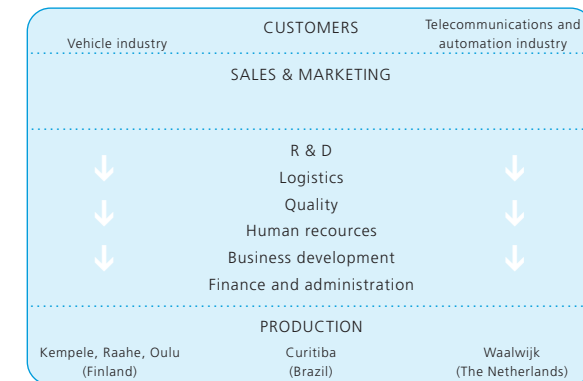 CUSTOMERS
Vehicle industry
Telecommunications and
automation industry
SALES & MARKETING
R & D
Logistics
Quality
Human recources
Business development
Finance and administration
PRODUCTION
Kempele, Raahe, Oulu
(Finland)
Curitiba
(Brazil)
Waalwijk
(The Netherlands)